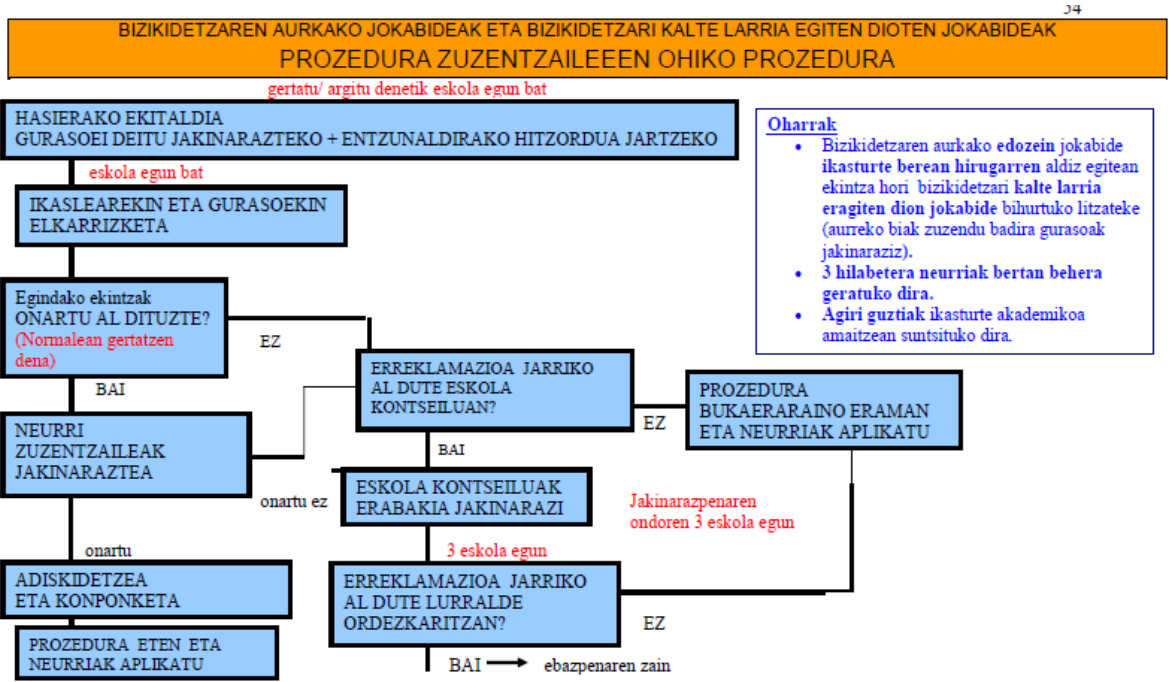 34
BIZIKIDETZAREN AURKAKO JOKABIDEAK ETA BIZIKIDETZARI KALTE LARRIA EGITEN DIOTEN JOKABIDEAK
PROZEDURA ZUZENTZAILEEEN OHIKO PROZEDURA
gertatu/ argitu denetik eskola egun bat
HASIERAKO EKITALDIA
GURASOEI DEITU JAKINARAZTEKO + ENTZUNALDIRAKO HITZORDUA JARTZEKO
eskola egun bat
IKASLEAREKIN ETA GURASOEKIN
ELKARRIZKETA
Oharrak
• Bizikidetzaren aurkako edozein jokabide
ikasturte berean hirugarren aldiz egitean
ekintza hori bizikidetzari kalte larria
eragiten dion jokabide bihurtuko litzateke
(aurreko biak zuzendu badira gurasoak
jakinaraziz).
• 3 hilabetera neurriak bertan behera
geratuko dira.
• Agiri guztiak ikasturte akademikoa
amaitzean suntsituko dira.
Egindako ekintzak
ONARTU AL DITUZTE?
(Normalean gertatzen
dena)
EZ
BAI
ERREKLAMAZIOA JARRIKO
AL DUTE ESKOLA
KONTSEILUAN?
EZ
PROZEDURA
BUKAERARAINO ERAMAN
ETA NEURRIAK APLIKATU
NEURRI
ZUZENTZAILEAK
JAKINARAZTEA
BAI
onartu ez
ESKOLA KONTSEILUAK
ERABAKIA JAKINARAZI
Jakinarazpenaren
ondoren 3 eskola egun
onartu
3 eskola egun
ADISKIDETZEA
ETA KONPONKETA
ERREKLAMAZIOA JARRIKO
AL DUTE LURRALDE
ORDEZKARITZAN?
EZ
PROZEDURA ETEN ETA
NEURRIAK APLIKATU
BAI → ebazpenaren zain